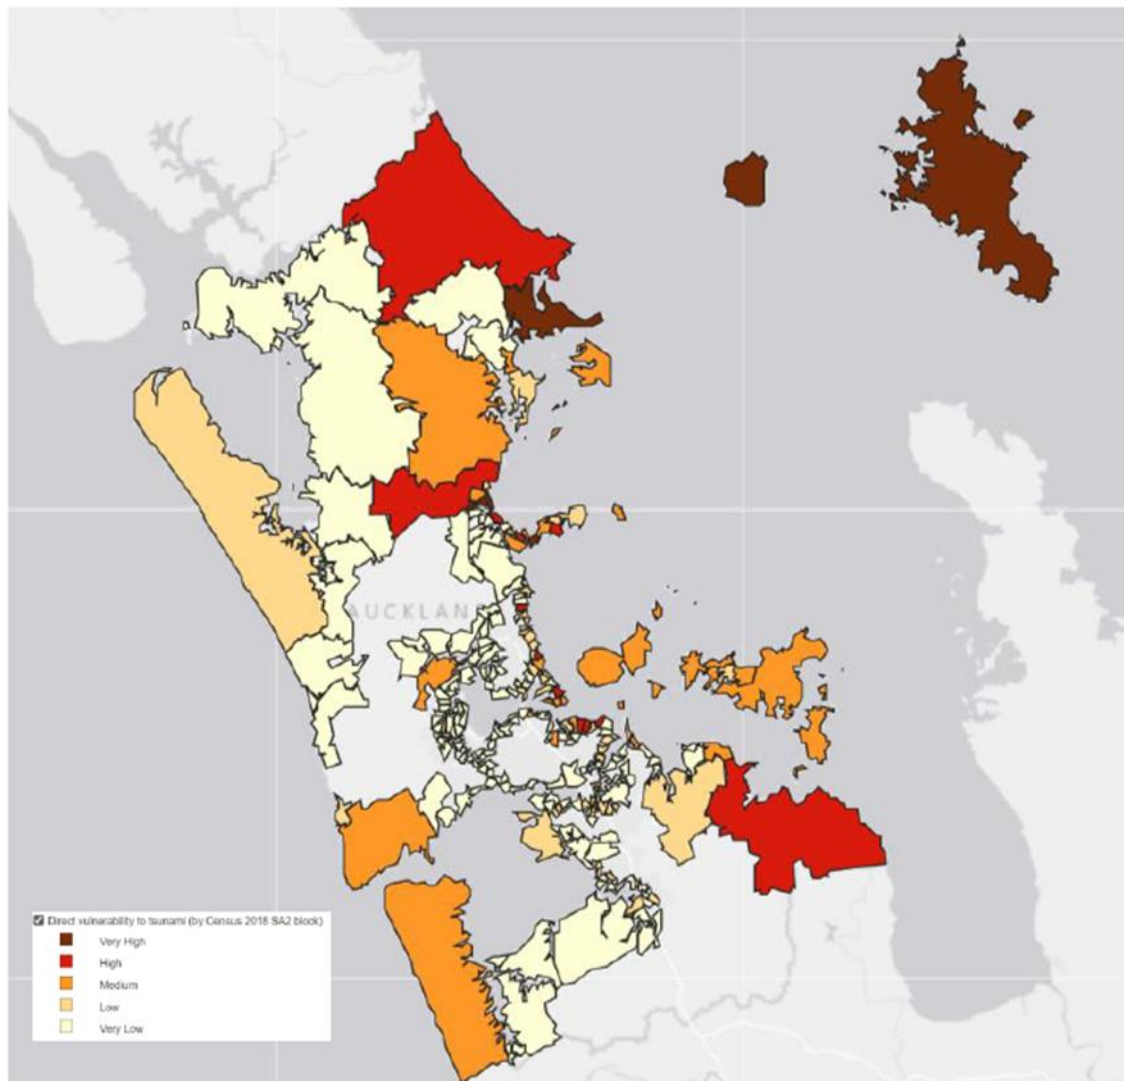 AUCKLAN
Direct vulnerability to tsunami (by Census 2018 SA2 block)
Very High
High
Medium
Low
Very Low